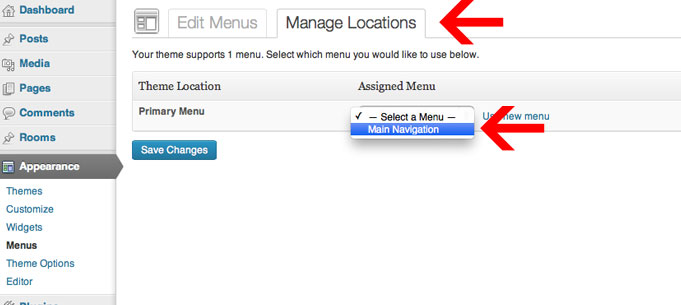 Dashboard
Posts
Media
Pages
Comments
Rooms
Appearance
Themes
Customize
Widgets
Menus
Theme Options
Editor
Edit Menus
Manage Locations
Your theme supports 1 menu. Select which menu you would like to use below.
Theme Location
Assigned Menu
Primary Menu
✓ — Select a Menu —
new menu
Main Navigation
Save Changes